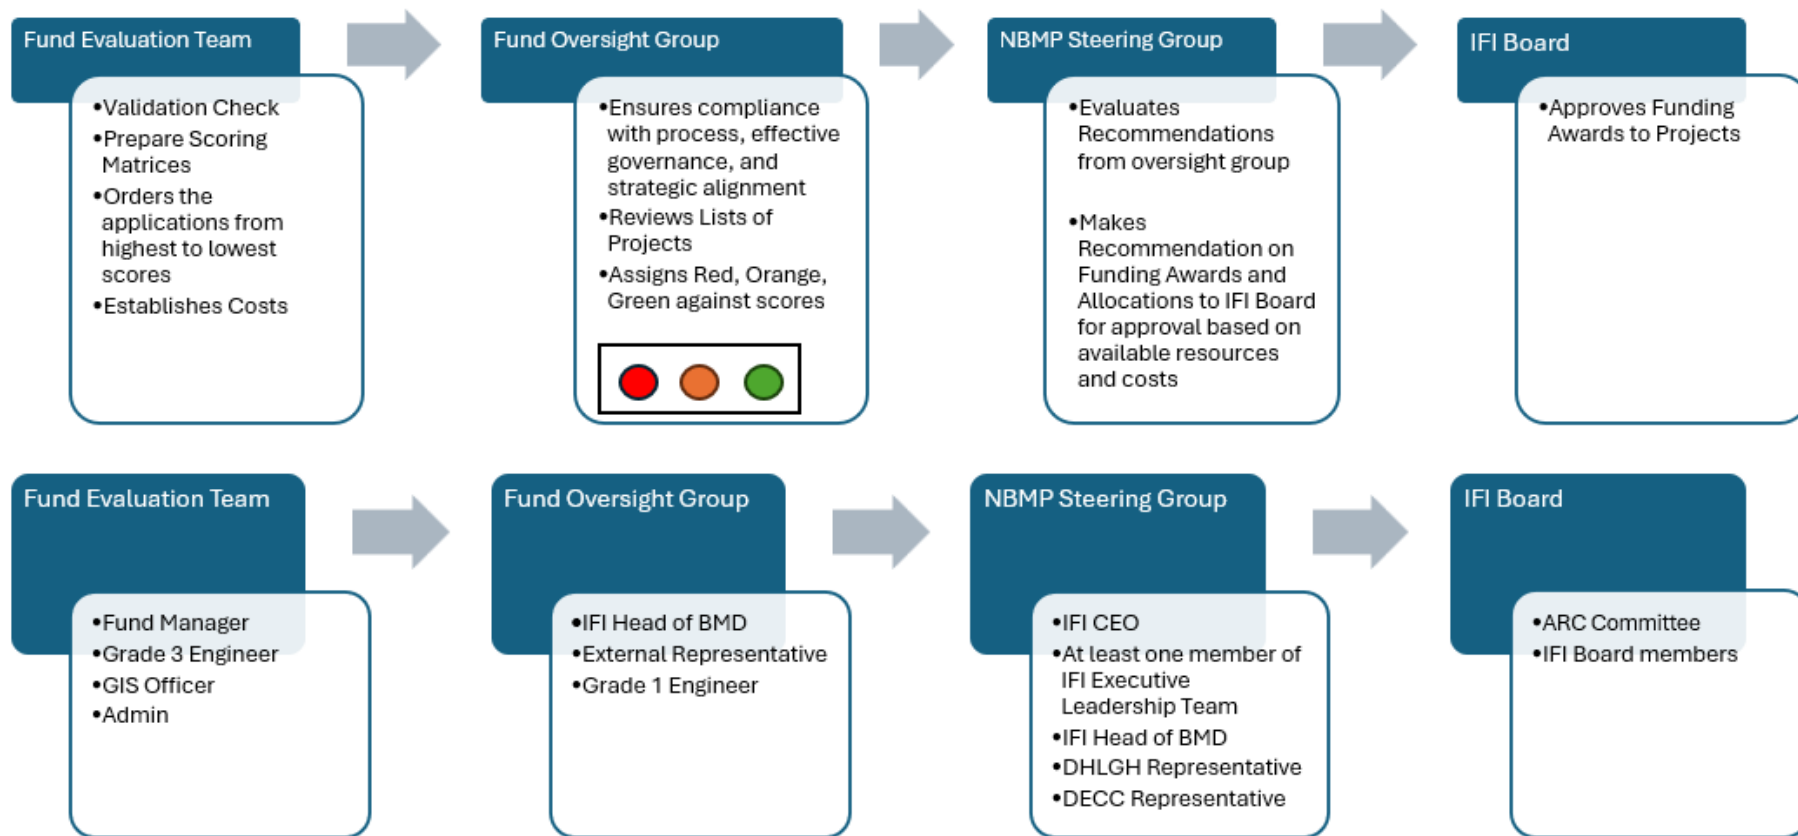 Fund Evaluation Team
•Validation Check
•Prepare Scoring
Matrices
•Orders the
applications from
highest to lowest
scores
•Establishes Costs
Fund Oversight Group
•Ensures compliance
with process, effective
governance, and
strategic alignment
•Reviews Lists of
Projects
•Assigns Red, Orange,
Green against scores
NBMP Steering Group
•Evaluates
Recommendations
from oversight group
•Makes
Recommendation on
Funding Awards and
Allocations to IFI Board
for approval based on
available resources
and costs
IFI Board
•Approves Funding
Awards to Projects
Fund Evaluation Team
•Fund Manager
•Grade 3 Engineer
•GIS Officer
•Admin
Fund Oversight Group
•IFI Head of BMD
•External Representative
•Grade 1 Engineer
NBMP Steering Group
•IFI CEO
•At least one member of
IFI Executive
Leadership Team
•IFI Head of BMD
•DHLGH Representative
•DECC Representative
IFI Board
•ARC Committee
•IFI Board members